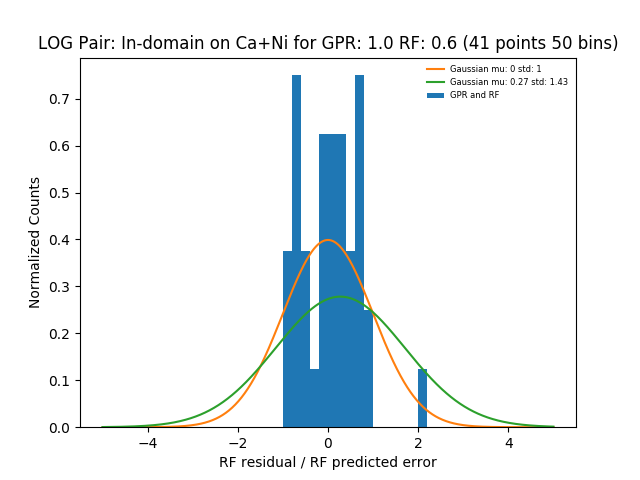 LOG Pair: In-domain on Ca+Ni for GPR: 1.0 RF: 0.6 (41 points 50 bins)
Gaussian mu: 0 std: 1
Gaussian mu: 0.27 std: 1.43
GPR and RF
Normalized Counts
0.7
0.6
0.5
0.4
0.3
0.2
0.1
0.0
−4 −2 0 2 4
RF residual / RF predicted error